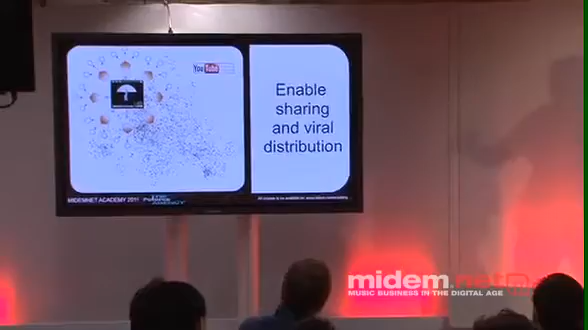 YouTube
Enable
sharing
and viral
distribution
MIDEMNET ACADEMY 2011
midem.net
MUSIC BUSINESS IN THE DIGITAL AGE